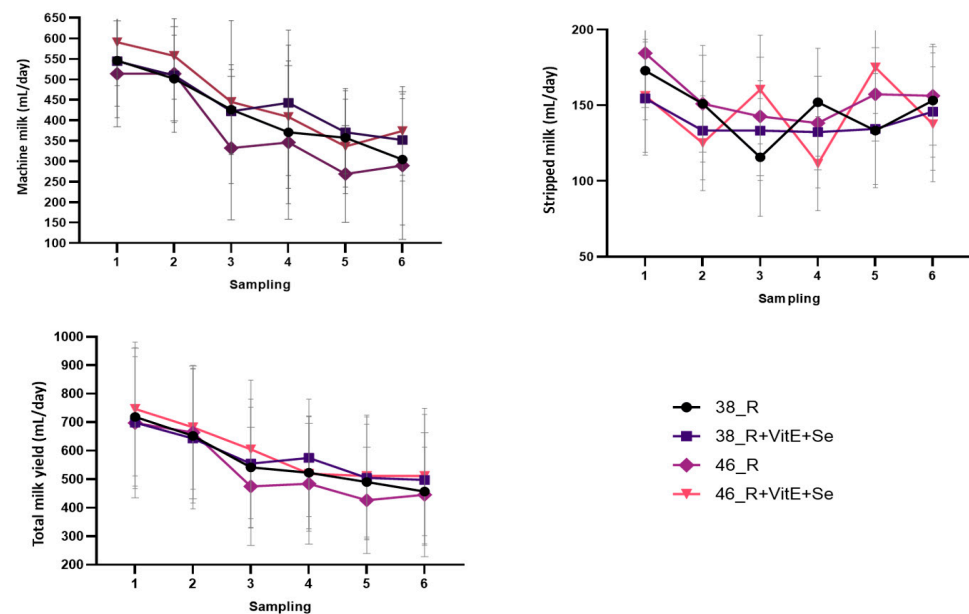 Machine milk (mL/day)
650
600
550
500
450
400
350
300
250
200
150
100
1 2 3 4 5 6
Sampling
Stripped milk (mL/day)
200
150
100
50
1 2 3 4 5 6
Sampling
Total milk yield (mL/day)
1000
900
800
700
600
500
400
300
200
1 2 3 4 5 6
Sampling
38_R
38_R+VitE+Se
46_R
46_R+VitE+Se